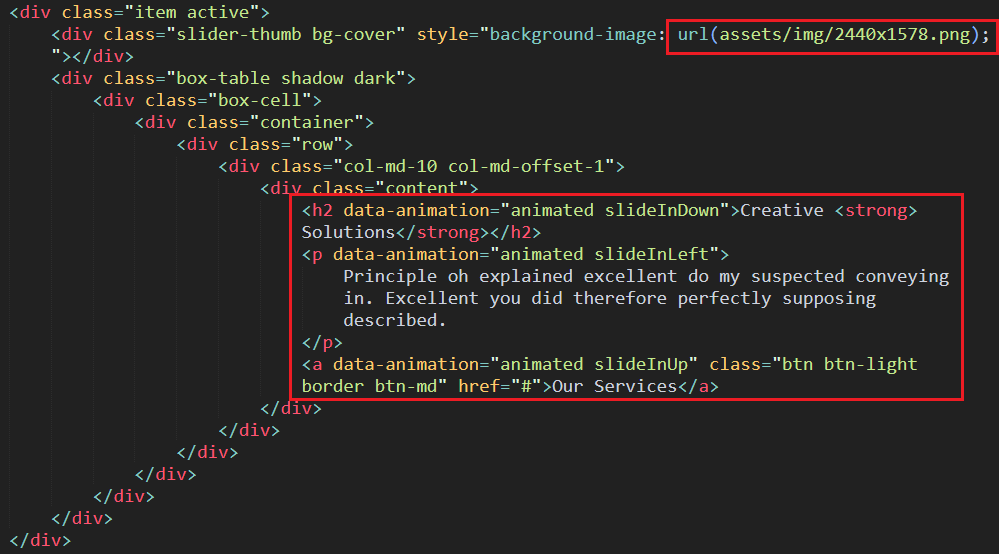 <div class="item active">
<div class="slider-thumb bg-cover" style="background-image: url(assets/img/2440x1578.png);
"></div>
<div class="box-table shadow dark">
<div class="box-cell">
<div class="container">
<div class="row">
<div class="col-md-10 col-md-offset-1">
<div class="content">
<h2 data-animation="animated slideInDown">Creative <strong>
Solutions</strong></h2>
<p data-animation="animated slideInLeft">
Principle oh explained excellent do my suspected conveying
in. Excellent you did therefore perfectly supposing
described.
</p>
<a data-animation="animated slideInUp" class="btn btn-light
border btn-md" href="#">Our Services</a>
</div>
</div>
</div>
</div>
</div>
</div>
</div>